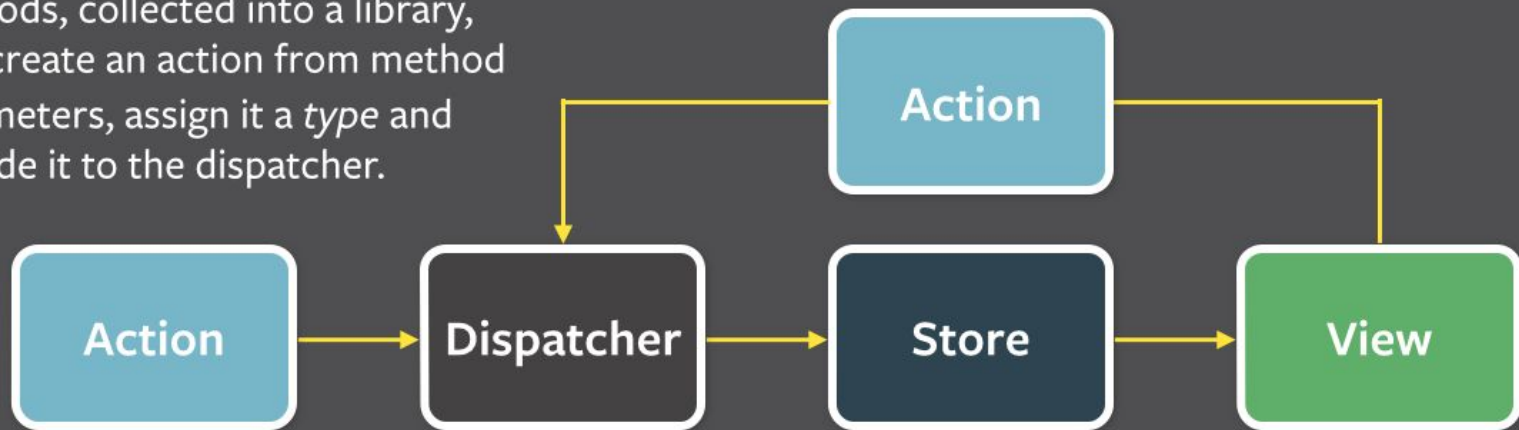 ods, collected into a library,
create an action from method
meters, assign it a type and
de it to the dispatcher.
Action
Action
Dispatcher
Store
View